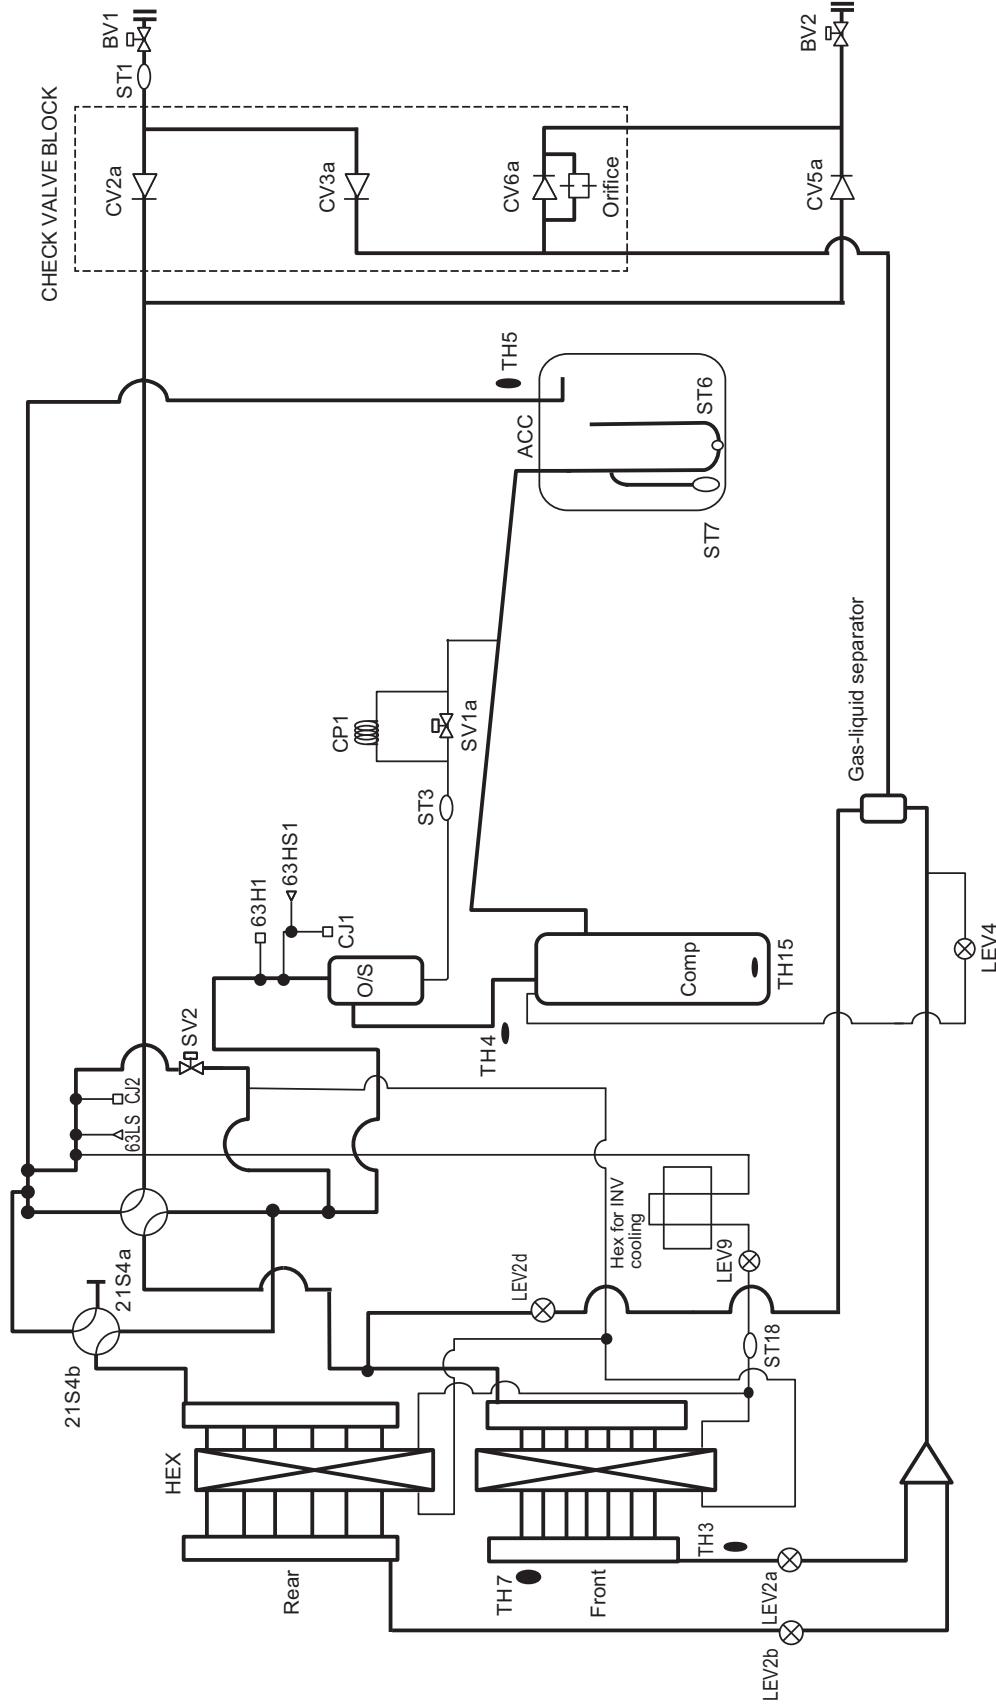 CHECK VALVE BLOCK
BV1
ST1
CV2a
CV3a
CV6a
Orifice
CV5a
BV2
TH5
ACC
ST6
ST7
CP1
SV1a
ST3
63H1
63HS1
CJ1
O/S
Comp
TH15
TH4
SV2
CJ2
63LS
21S4a
21S4b
Gas-liquid separator
LEV4
Hex for INV
cooling
LEV9
LEV2d
ST18
HEX
Rear
Front
TH7
TH3
LEV2a
LEV2b